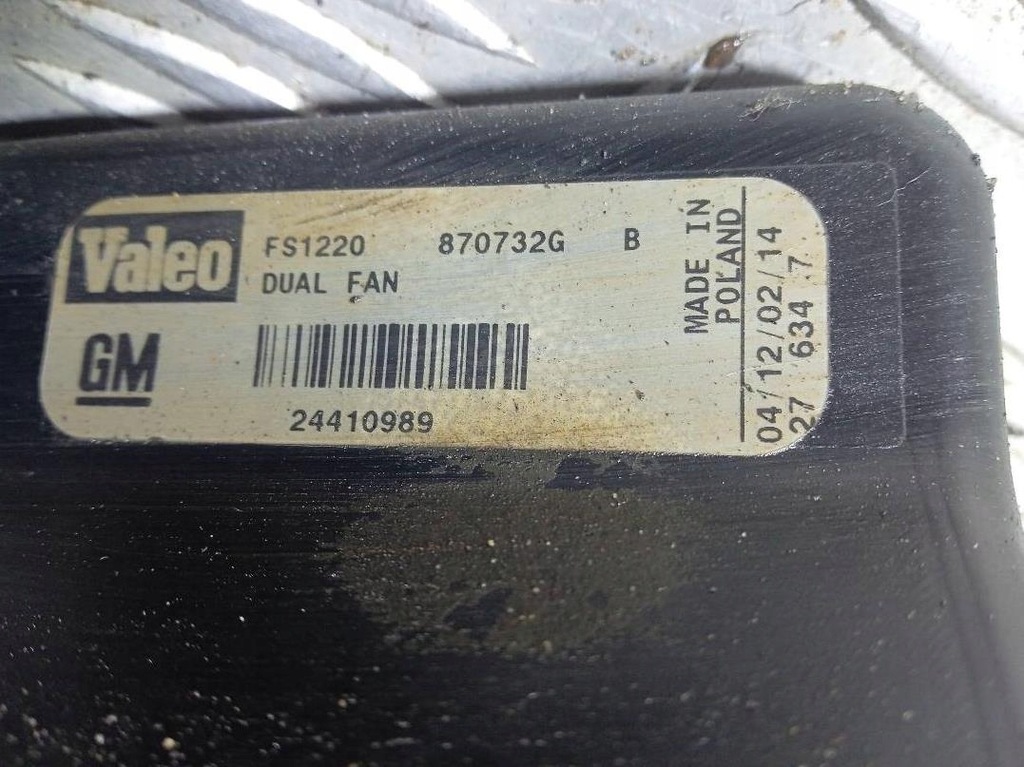 Valeo
FS1220 870732G B
DUAL FAN
GM
24410989
MADE IN
POLAND
04/12/02/14
27 634 7